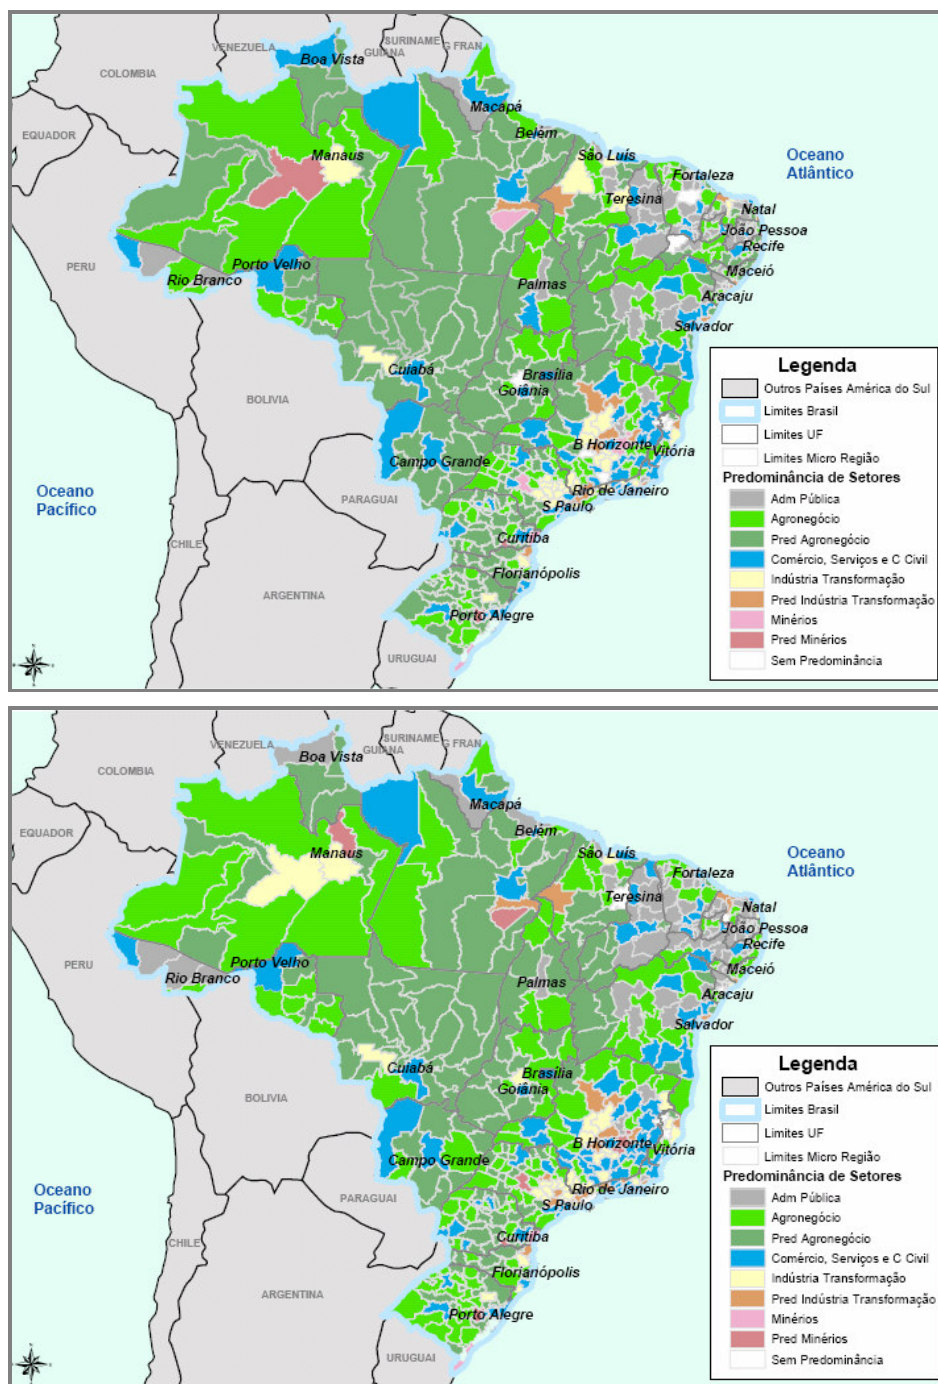 SURINAME
VENEZUELA
G FRAN
GUIANA
Boa Vista
COLOMBIA
Macapá
EQUADOR
Belém
Manaus
São Luís
Oceano
Atlântico
Fortaleza
Teresina
Natal
João Pessoa
Recife
PERU
Porto Velho
Rio Branco
Maceió
Palmas
Aracaju
Salvador
Cuiabá
Brasília
Goiânia
BOLIVIA
B Horizonte
Vitória
Campo Grande
Oceano
Pacífico
PARAGUAI
Rio de Janeiro
S Paulo
CHILE
Curitiba
Florianópolis
ARGENTINA
Porto Alegre
URUGUAI
Legenda
Outros Países América do Sul
Limites Brasil
Limites UF
Limites Micro Região
Predominância de Setores
Adm Pública
Agronegócio
Pred Agronegócio
Comércio, Serviços e C Civil
Indústria Transformação
Pred Indústria Transformação
Minérios
Pred Minérios
Sem Predominância
SURINAME
VENEZUELA
G FRAN
GUIANA
Boa Vista
COLOMBIA
Macapá
EQUADOR
Belém
Manaus
São Luís
Oceano
Atlântico
Fortaleza
Teresina
Natal
João Pessoa
Recife
PERU
Porto Velho
Rio Branco
Maceió
Palmas
Aracaju
Salvador
Cuiabá
Brasília
Goiânia
BOLIVIA
B Horizonte
Vitória
Campo Grande
Oceano
Pacífico
PARAGUAI
Rio de Janeiro
S Paulo
CHILE
Curitiba
Florianópolis
ARGENTINA
Porto Alegre
URUGUAI
Legenda
Outros Países América do Sul
Limites Brasil
Limites UF
Limites Micro Região
Predominância de Setores
Adm Pública
Agronegócio
Pred Agronegócio
Comércio, Serviços e C Civil
Indústria Transformação
Pred Indústria Transformação
Minérios
Pred Minérios
Sem Predominância